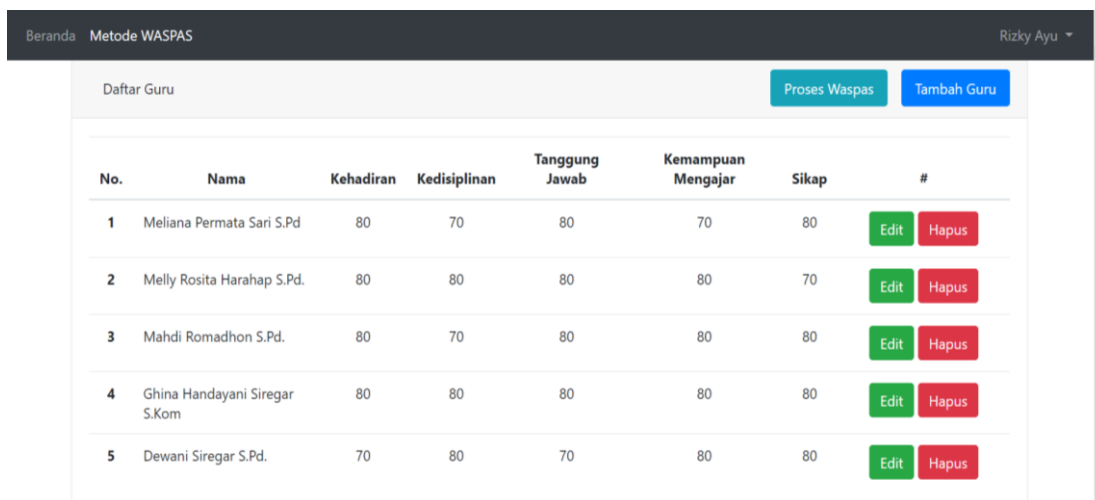 Beranda Metode WASPAS Rizky Ayu
Daftar Guru Proses Waspas Tambah Guru
No. Nama Kehadiran Kedisiplinan Tanggung Jawab Kemampuan Mengajar Sikap #
1 Meliana Permata Sari S.Pd 80 70 80 70 80 Edit Hapus
2 Melly Rosita Harahap S.Pd. 80 80 80 80 70 Edit Hapus
3 Mahdi Romadhon S.Pd. 80 70 80 80 80 Edit Hapus
4 Ghina Handayani Siregar S.Kom 80 80 80 80 80 Edit Hapus
5 Dewani Siregar S.Pd. 70 80 70 80 80 Edit Hapus